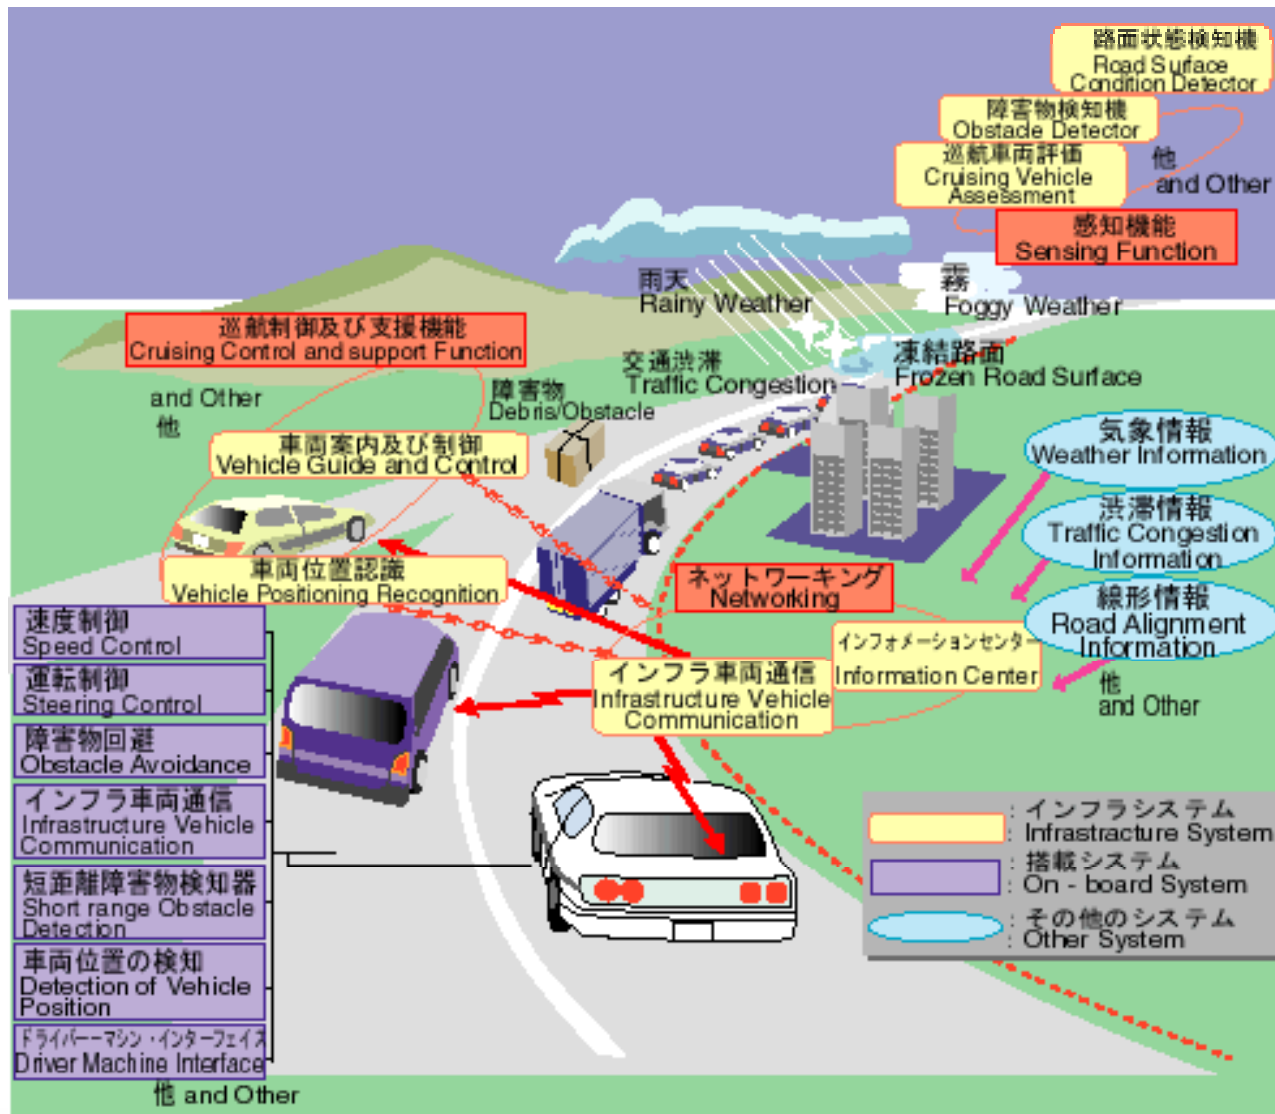 路面状態検知機
Road Surface
Condition Detector
障害物検知機
Obstacle Detector
巡航車両評価
Cruising Vehicle
Assessment
他
and Other
感知機能
Sensing Function
雨天
Rainy Weather
霧
Foggy Weather
巡航制御及び支援機能
Cruising Control and support Function
交通渋滞
Traffic Congestion
凍結路面
Frozen Road Surface
and Other
他
障害物
Debris/Obstacle
車両案内及び制御
Vehicle Guide and Control
気象情報
Weather Information
渋滞情報
Traffic Congestion
Information
車両位置認識
Vehicle Positioning Recognition
ネットワーキング
Networking
線形情報
Road Alignment
Information
速度制御
Speed Control
運転制御
Steering Control
障害物回避
Obstacle Avoidance
インフラ車両通信
Infrastructure Vehicle
Communication
短距離障害物検知器
Short range Obstacle
Detection
車両位置の検知
Detection of Vehicle
Position
ドライバーーマシン・インターフェイス
Driver Machine Interface
他 and Other
インフラ車両通信
Infrastructure Vehicle
Communication
インフォメーションセンター
Information Center
他
and Other
: インフラシステム
: Infrastracture System
: 搭載システム
: On - board System
: その他のシステム
: Other System